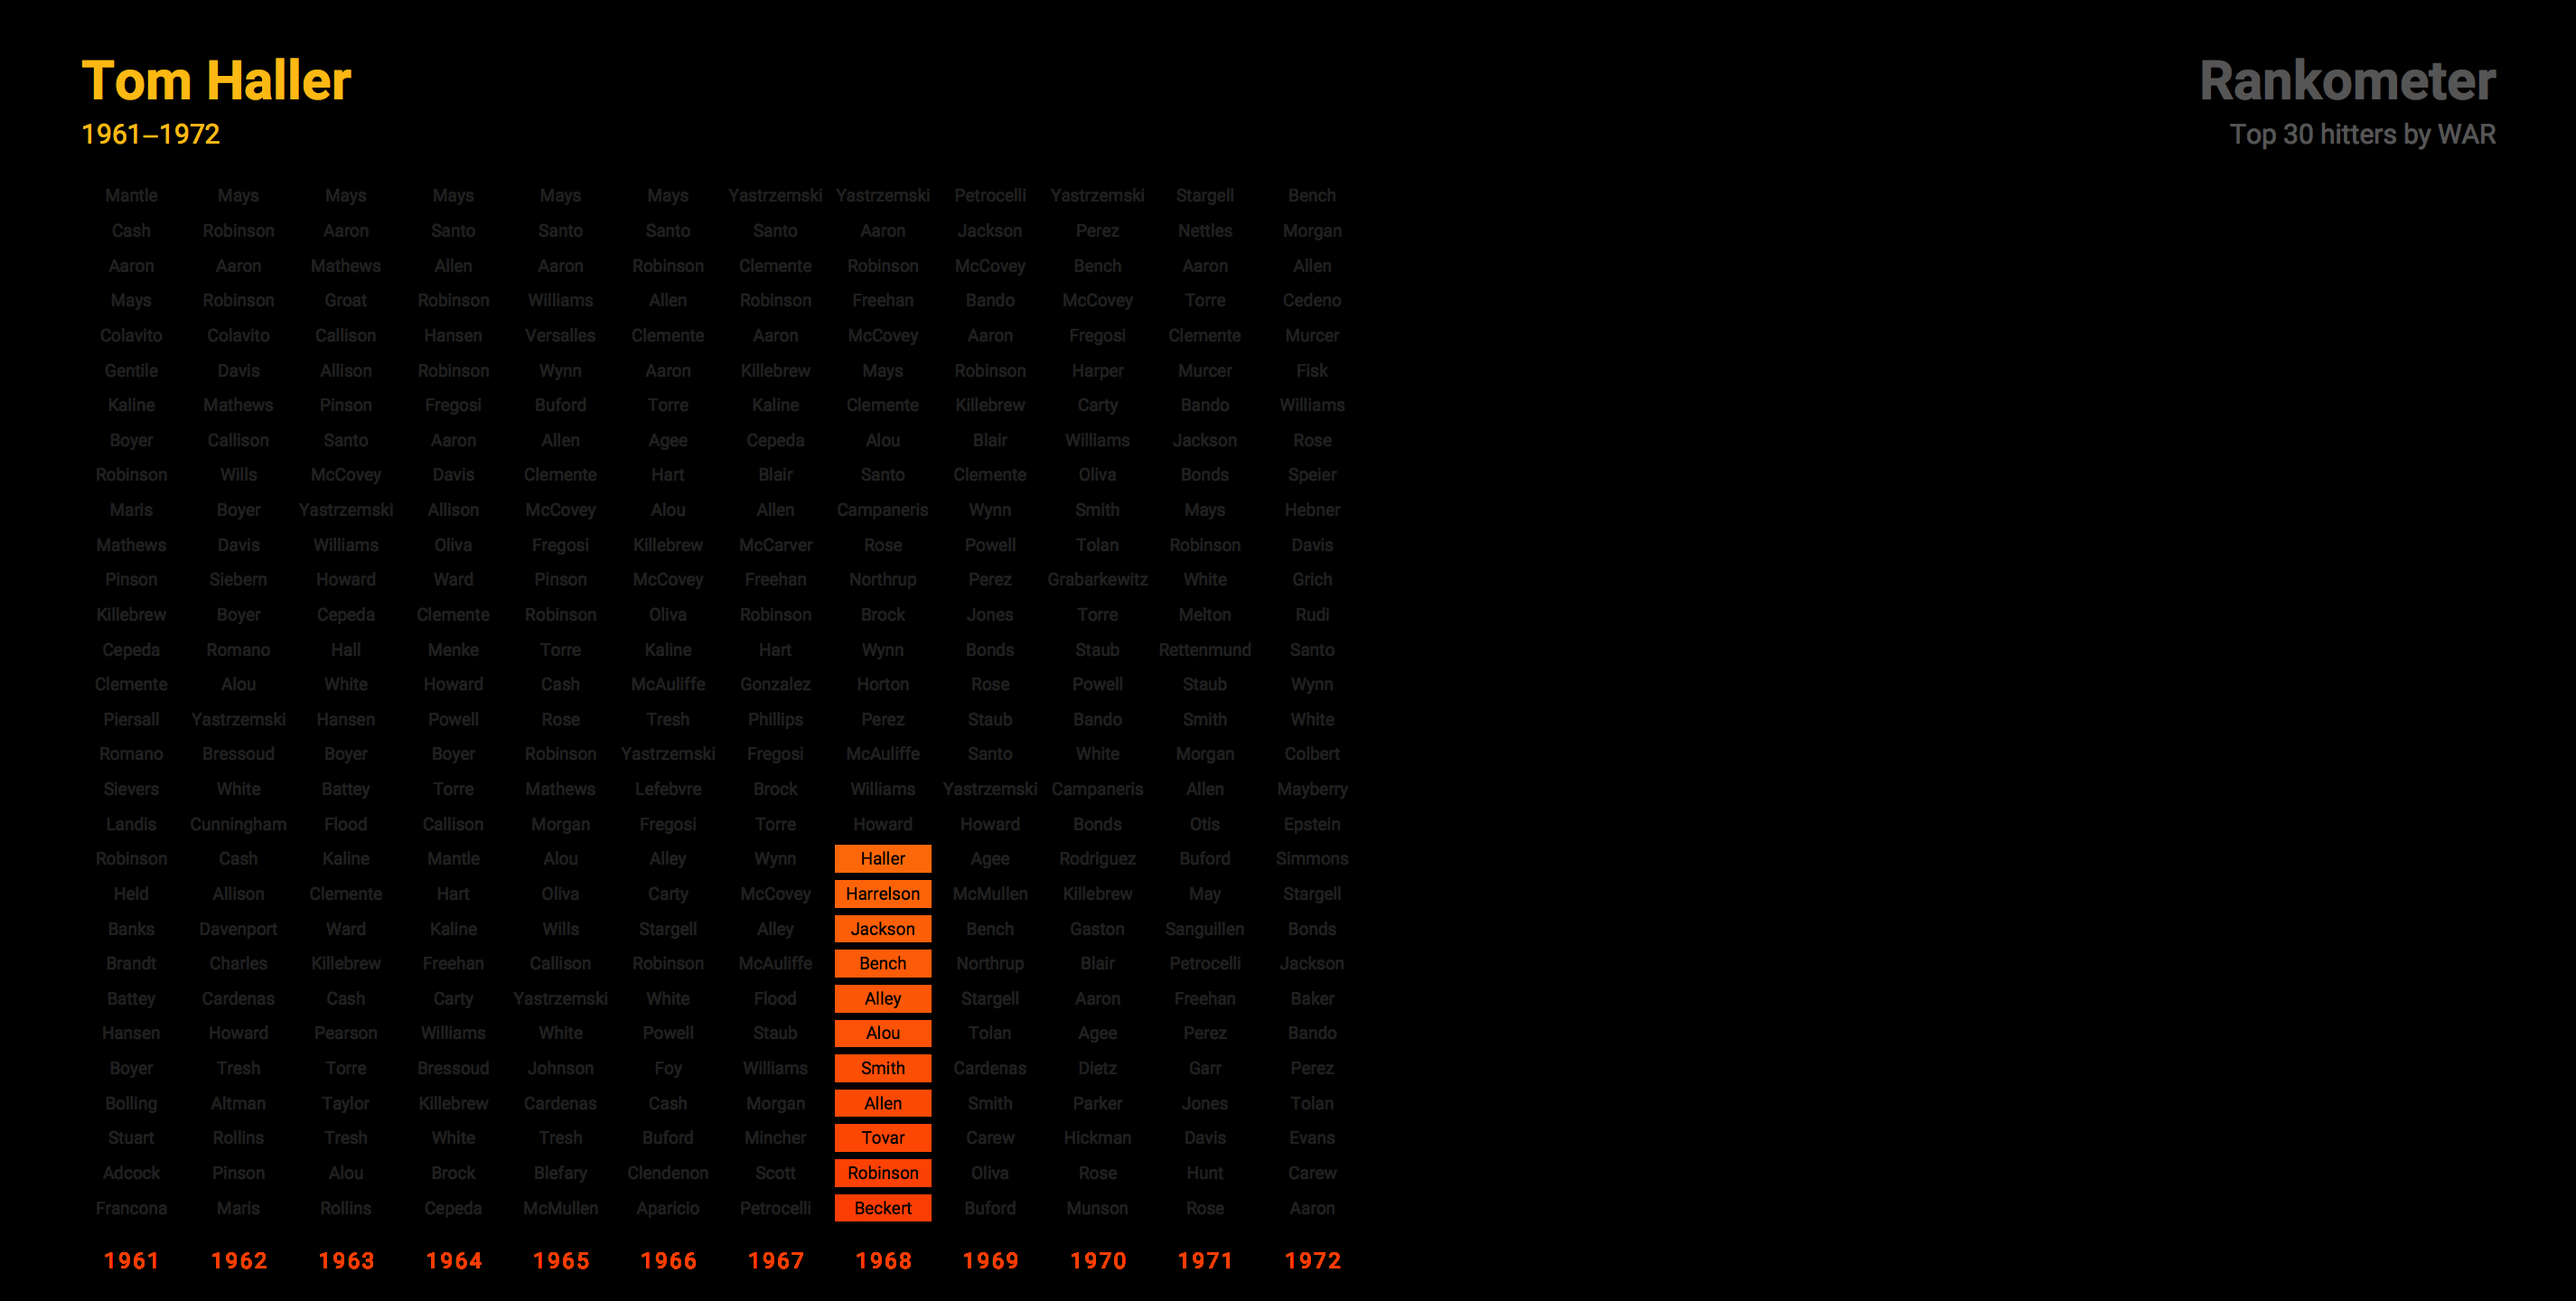 Tom Haller
1961–1972
Rankometer
Top 30 hitters by WAR
Mantle Mays Mays Mays Mays Mays Yastrzemski Yastrzemski Petrocelli Yastrzemski Stargell Bench
Cash Robinson Aaron Santo Santo Santo Santo Aaron Jackson Perez Nettles Morgan
Aaron Aaron Mathews Allen Aaron Robinson Clemente Robinson McCovey Bench Aaron Allen
Mays Robinson Groat Robinson Williams Allen Robinson Freehan Bando McCovey Torre Cedeno
Colavito Colavito Callison Hansen Versalles Clemente Aaron McCovey Aaron Fregosi Clemente Murcer
Gentile Davis Allison Robinson Wynn Aaron Killebrew Mays Robinson Harper Murcer Fisk
Kaline Mathews Pinson Fregosi Buford Torre Kaline Clemente Killebrew Carty Bando Williams
Boyer Callison Santo Aaron Allen Agee Cepeda Alou Blair Williams Jackson Rose
Robinson Wills McCovey Davis Clemente Hart Blair Santo Clemente Oliva Bonds Speier
Maris Boyer Yastrzemski Allison McCovey Alou Allen Campaneris Wynn Smith Mays Hebner
Mathews Davis Williams Oliva Fregosi Killebrew McCarver Rose Powell Tolan Robinson Davis
Pinson Siebern Howard Ward Pinson McCovey Freehan Northrup Perez Grabarkewitz White Grich
Killebrew Boyer Cepeda Clemente Robinson Oliva Robinson Brock Jones Torre Melton Rudi
Cepeda Romano Hall Menke Torre Kaline Hart Wynn Bonds Staub Rettenmund Santo
Clemente Alou White Howard Cash McAuliffe Gonzalez Horton Rose Powell Staub Wynn
Piersall Yastrzemski Hansen Powell Rose Tresh Phillips Perez Staub Bando Smith White
Romano Bressoud Boyer Boyer Robinson Yastrzemski Fregosi McAuliffe Santo White Morgan Colbert
Sievers White Battey Torre Mathews Lefebvre Brock Williams Yastrzemski Campaneris Allen Mayberry
Landis Cunningham Flood Callison Morgan Fregosi Torre Howard Howard Bonds Otis Epstein
Robinson Cash Kaline Mantle Alou Alley Wynn Haller Agee Rodriguez Buford Simmons
Held Allison Clemente Hart Oliva Carty McCovey Harrelson McMullen Killebrew May Stargell
Banks Davenport Ward Kaline Wills Stargell Alley Jackson Bench Gaston Sanguillen Bonds
Brandt Charles Killebrew Freehan Callison Robinson McAuliffe Bench Northrup Blair Petrocelli Jackson
Battey Cardenas Cash Carty Yastrzemski White Flood Alley Stargell Aaron Freehan Baker
Hansen Howard Pearson Williams White Powell Staub Alou Tolan Agee Perez Bando
Boyer Tresh Torre Bressoud Johnson Foy Williams Smith Cardenas Dietz Garr Perez
Bolling Altman Taylor Killebrew Cardenas Cash Morgan Allen Smith Parker Jones Tolan
Stuart Rollins Tresh White Tresh Buford Mincher Tovar Carew Hickman Davis Evans
Adcock Pinson Alou Brock Blefary Clendenon Scott Robinson Oliva Rose Hunt Carew
Francona Maris Rollins Cepeda McMullen Aparicio Petrocelli Beckert Buford Munson Rose Aaron
1961 1962 1963 1964 1965 1966 1967 1968 1969 1970 1971 1972